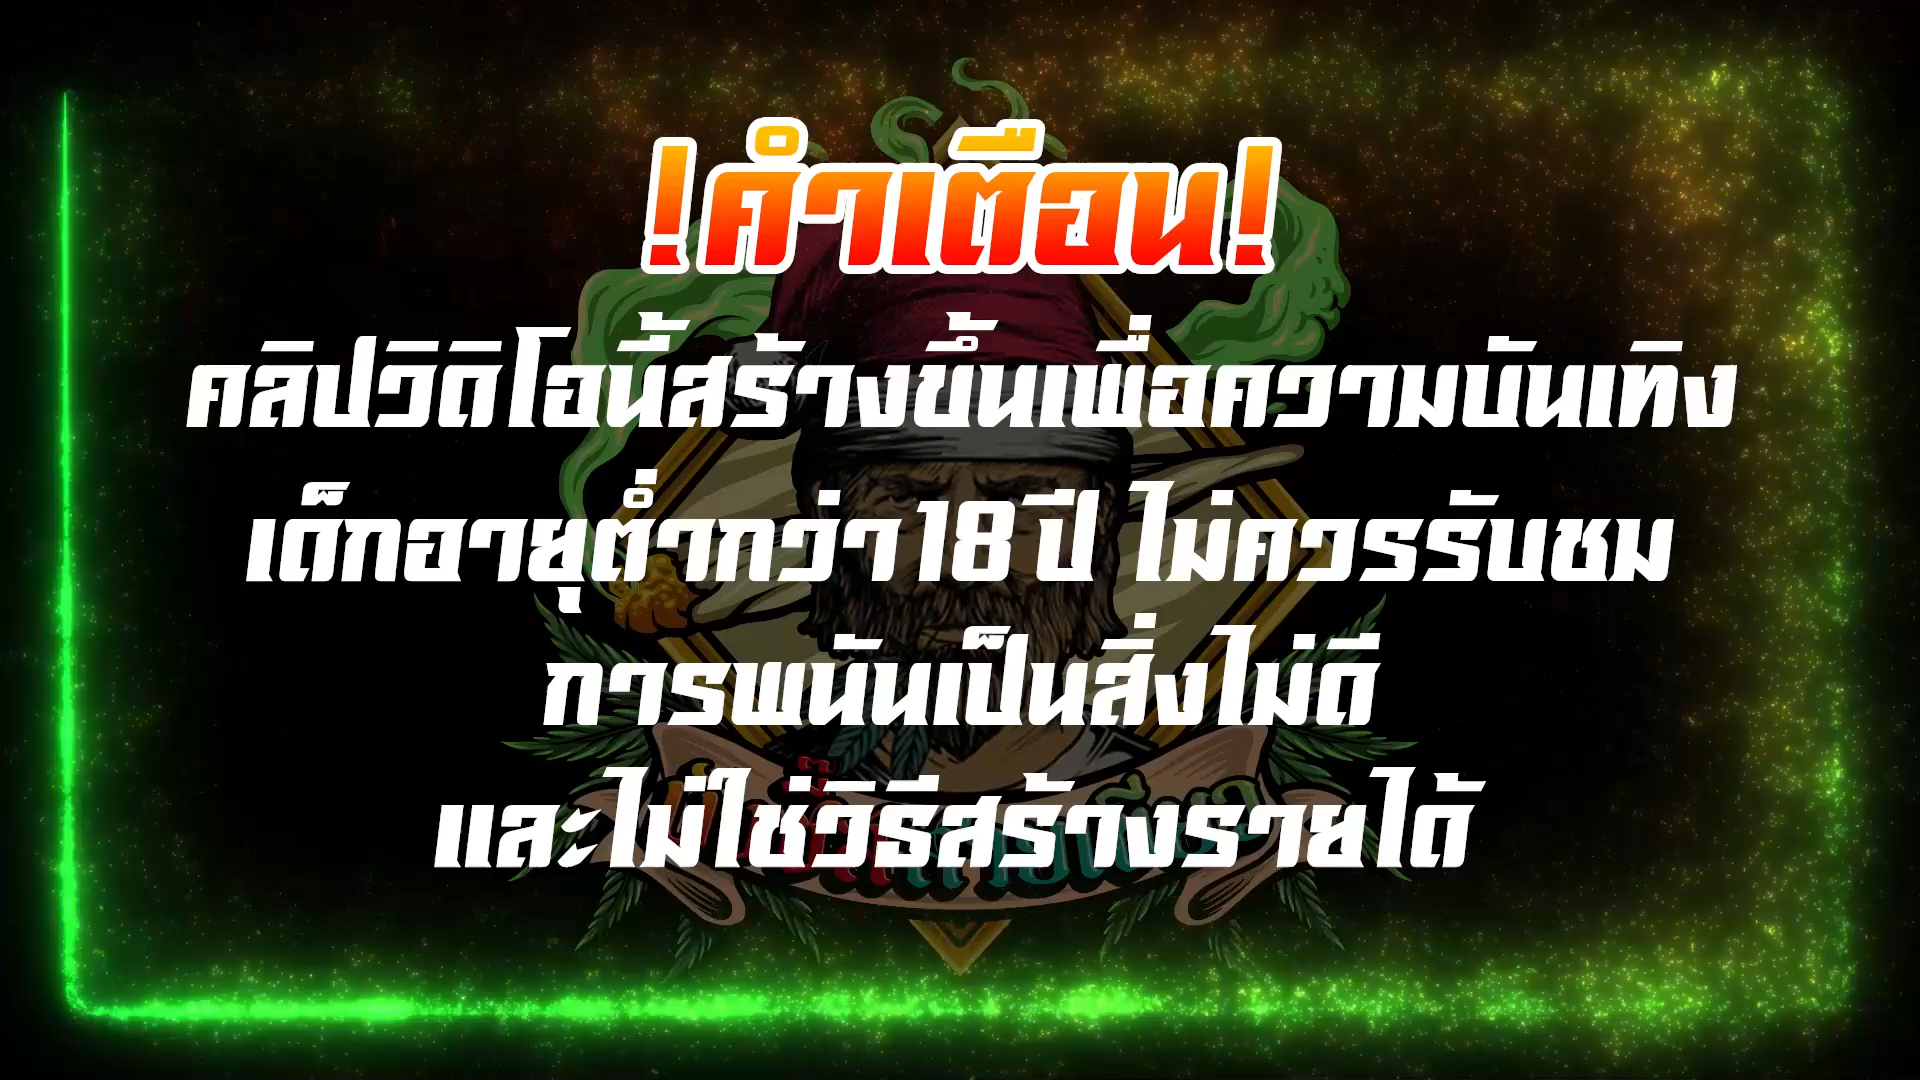 !คำเตือน!
คลิปวิดิโอนี้สร้างขึ้นเพื่อความบันเทิง
เด็กอายุต่ำกว่า 18 ปี ไม่ควรรับชม
การพนันเป็นสิ่งไม่ดี
และไม่ใช่วิธีสร้างรายได้